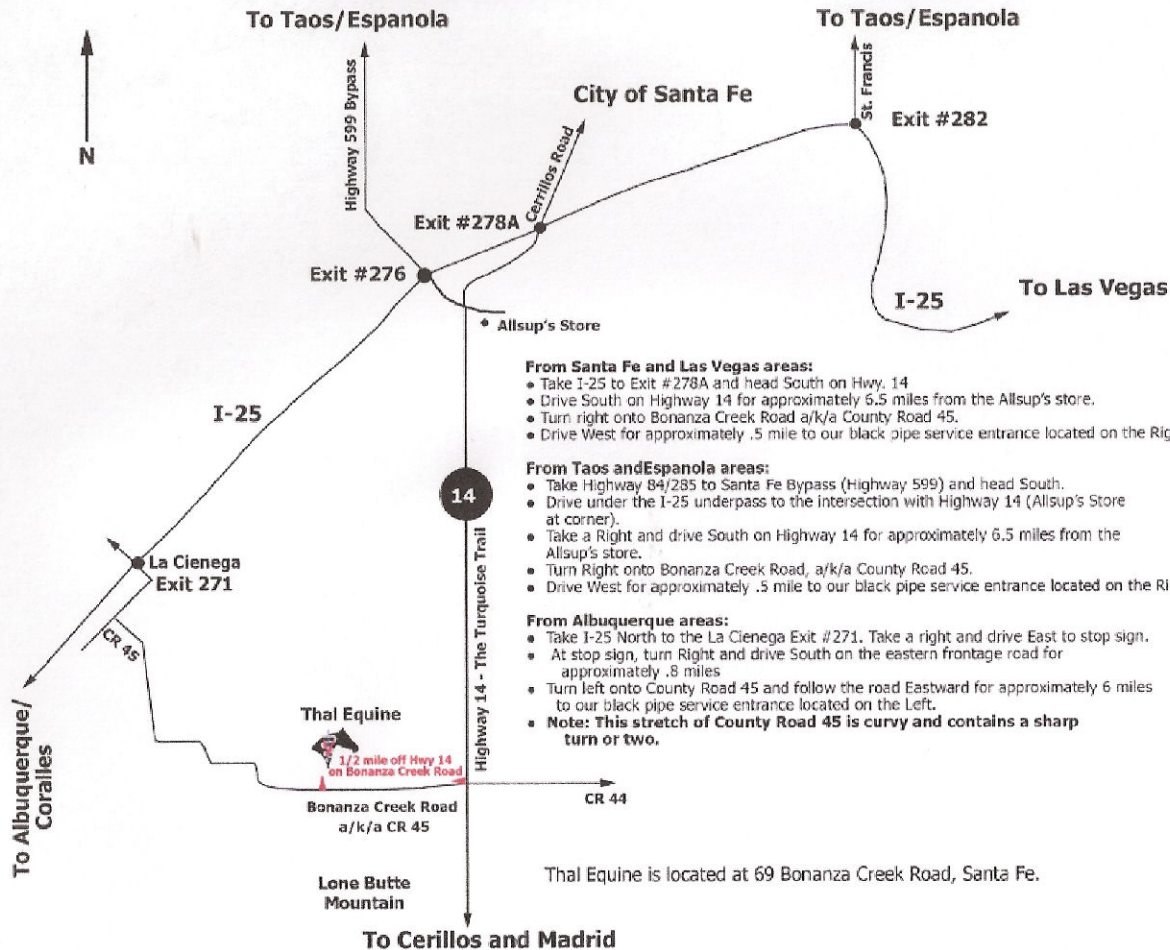 To Taos/Espanola
To Taos/Espanola
N
Highway 599 Bypass
City of Santa Fe
Cerrillos Road
St. Francis
Exit #282
Exit #278A
Exit #276
Allsup's Store
I-25
To Las Vegas
From Santa Fe and Las Vegas areas:
• Take I-25 to Exit #278A and head South on Hwy. 14
• Drive South on Highway 14 for approximately 6.5 miles from the Allsup's store.
• Turn right onto Bonanza Creek Road a/k/a County Road 45.
• Drive West for approximately .5 mile to our black pipe service entrance located on the Rig
I-25
From Taos andEspanola areas:
• Take Highway 84/285 to Santa Fe Bypass (Highway 599) and head South.
• Drive under the I-25 underpass to the intersection with Highway 14 (Allsup's Store
at corner).
• Take a Right and drive South on Highway 14 for approximately 6.5 miles from the
Allsup's store.
• Turn Right onto Bonanza Creek Road, a/k/a County Road 45.
• Drive West for approximately .5 mile to our black pipe service entrance located on the Ri
14
Highway 14 - The Turquoise Trail
La Cienega
Exit 271
CR 45
From Albuquerque areas:
• Take I-25 North to the La Cienega Exit #271. Take a right and drive East to stop sign.
• At stop sign, turn Right and drive South on the eastern frontage road for
approximately .8 miles
• Turn left onto County Road 45 and follow the road Eastward for approximately 6 miles
to our black pipe service entrance located on the Left.
• Note: This stretch of County Road 45 is curvy and contains a sharp
turn or two.
To Albuquerque/
Corailes
Thal Equine
1/2 mile off Hwy 14
on Bonanza Creek Road
Bonanza Creek Road
a/k/a CR 45
CR 44
Lone Butte
Mountain
Thal Equine is located at 69 Bonanza Creek Road, Santa Fe.
To Cerillos and Madrid